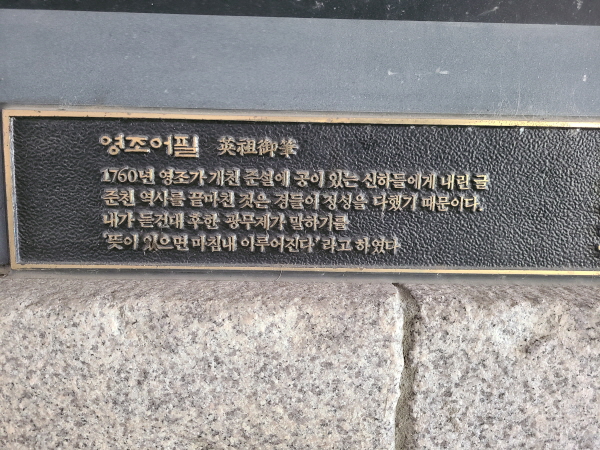 영조어필 英祖御筆
1760년 영조가 개천 준설에 공이 있는 신하들에게 내린 글
준천 역사를 끝마친 것은 경들이 정성을 다했기 때문이다.
내가 듣건대 후한 광무제가 말하기를
'뜻이 있으면 마침내 이루어진다' 라고 하였다